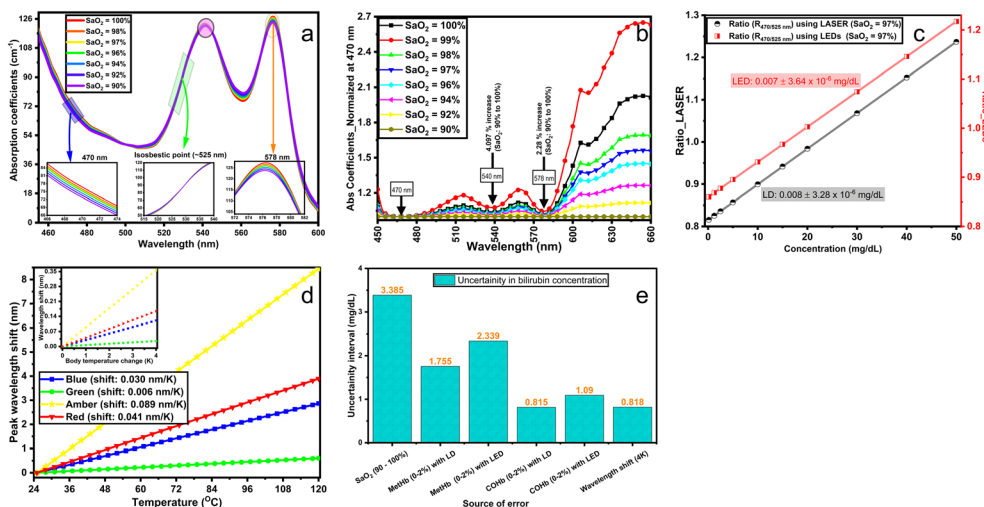 a
SaO2 = 100%
SaO2 = 98%
SaO2 = 97%
SaO2 = 96%
SaO2 = 94%
SaO2 = 92%
SaO2 = 90%
Absorption coefficients (cm-1)
126
108
90
72
54
36
18
0
470 nm
Isosbestic point (~525 nm)
578 nm
460 480 500 520 540 560 580 600
Wavelength (nm)
b
SaO2 = 100%
SaO2 = 99%
SaO2 = 98%
SaO2 = 97%
SaO2 = 96%
SaO2 = 94%
SaO2 = 92%
SaO2 = 90%
Abs Coefficients_Normaized at 470 nm
2.7
2.4
2.1
1.8
1.5
1.2
4.097 % increase
(SaO2: 90% to 100%)
2.28 % increase
(SaO2: 90% to 100%)
470 nm
540 nm
578 nm
450 480 510 540 570 600 630 660
Wavelength (nm)
c
Ratio (R470/525 nm) using LASER (SaO2 = 97%)
Ratio (R470/525 nm) using LEDs (SaO2 = 97%)
LED: 0.007 ± 3.64 x 10-6 mg/dL
LD: 0.008 ± 3.28 x 10-6 mg/dL
Ratio_LASER
1.3
1.2
1.1
1.0
0.9
0.8
1.22
1.15
1.08
1.00
0.93
0.86
0.79
0 10 20 30 40 50
Concentration (mg/dL)
d
Peak wavelength shift (nm)
8
7
6
5
4
3
2
1
0
Wavelength shift (nm)
0.35
0.28
0.21
0.14
0.07
0.00
0 1 2 3 4
Body temperature change (K)
Blue (shift: 0.030 nm/K)
Green (shift: 0.006 nm/K)
Amber (shift: 0.089 nm/K)
Red (shift: 0.041 nm/K)
24 36 48 60 72 84 96 108 120
Temperature (OC)
e
Uncertainity in bilirubin concentration
Uncertainty interval (mg/dL)
4
3
2
1
0
3.385
1.755
2.339
0.815
1.09
0.818
SaO2 (90 - 100%)
MetHb (0-2%) with LD
MetHb (0-2%) with LED
COHb (0-2%) with LD
COHb (0-2%) with LED
Wavelength shift (4K)
Source of error